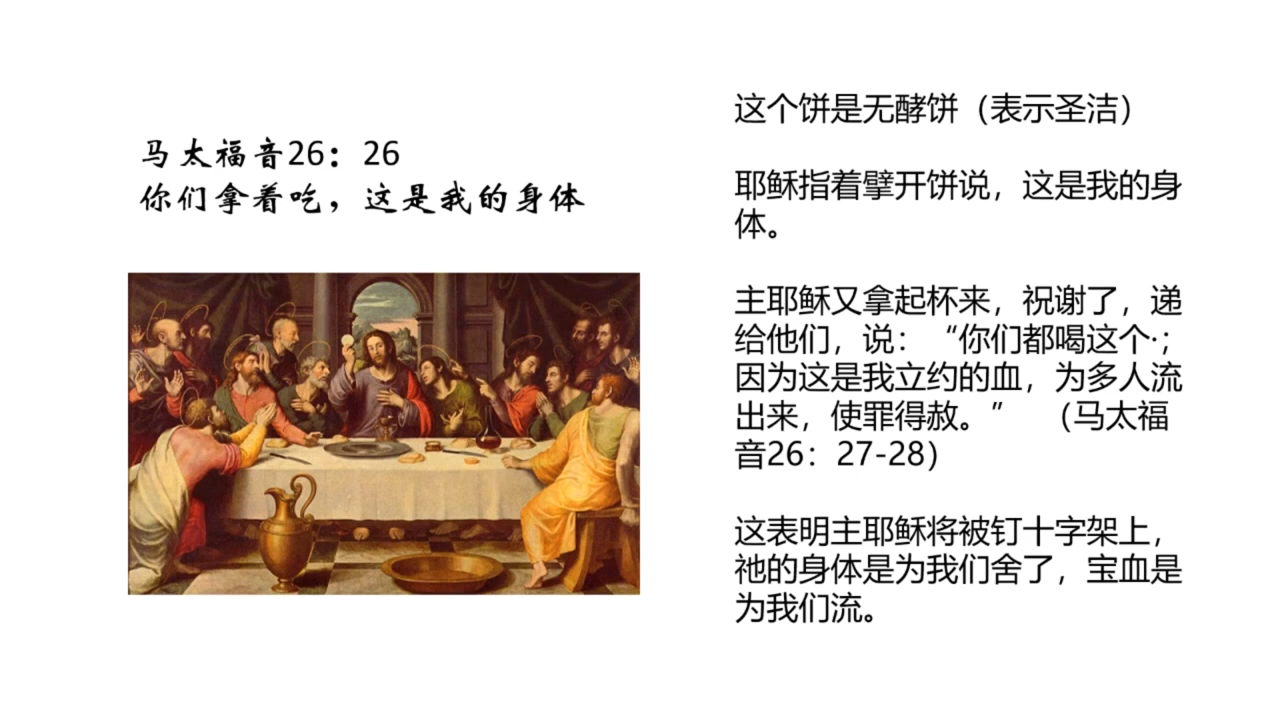 马太福音26：26
你们拿着吃，这是我的身体
这个饼是无酵饼（表示圣洁）
耶稣指着擘开饼说，这是我的身
体。
主耶稣又拿起杯来，祝谢了，递
给他们，说：“你们都喝这个·；
因为这是我立约的血，为多人流
出来，使罪得赦。” （马太福
音26：27-28）
这表明主耶稣将被钉十字架上，
祂的身体是为我们舍了，宝血是
为我们流。